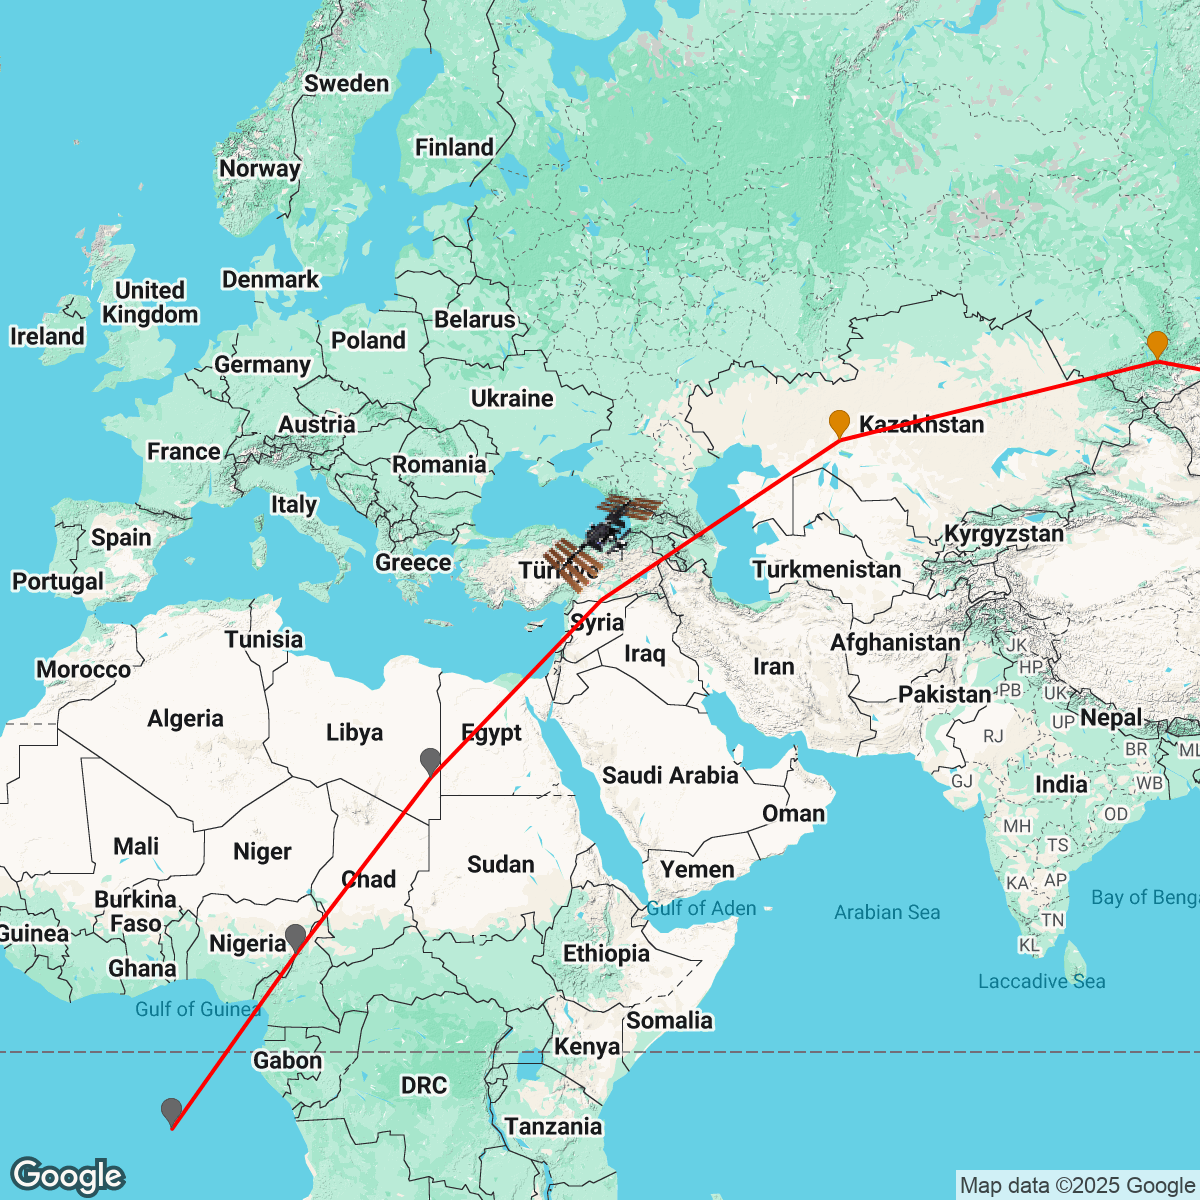 Sweden
Finland
Norway
Denmark
United
Kingdom
Ireland
Belarus
Poland
Germany
Ukraine
Austria
Kazakhstan
France
Romania
Italy
Spain
Kyrgyzstan
Greece
Türkiye
Turkmenistan
Portugal
Syria
Tunisia
Afghanistan
JK
Iraq
Iran
HP
Morocco
Pakistan
PB
UK
Algeria
Nepal
UP
Libya
Egypt
RJ
BR
ML
Saudi Arabia
GJ
India
WB
Oman
OD
MH
Mali
Niger
TS
Sudan
Yemen
Chad
KA
AP
Burkina
Faso
Gulf of Aden
Arabian Sea
Bay of Benga
TN
Guinea
Nigeria
KL
Ethiopia
Ghana
Laccadive Sea
Gulf of Guinea
Somalia
Kenya
Gabon
DRC
Tanzania
Google
Map data ©2025 Google